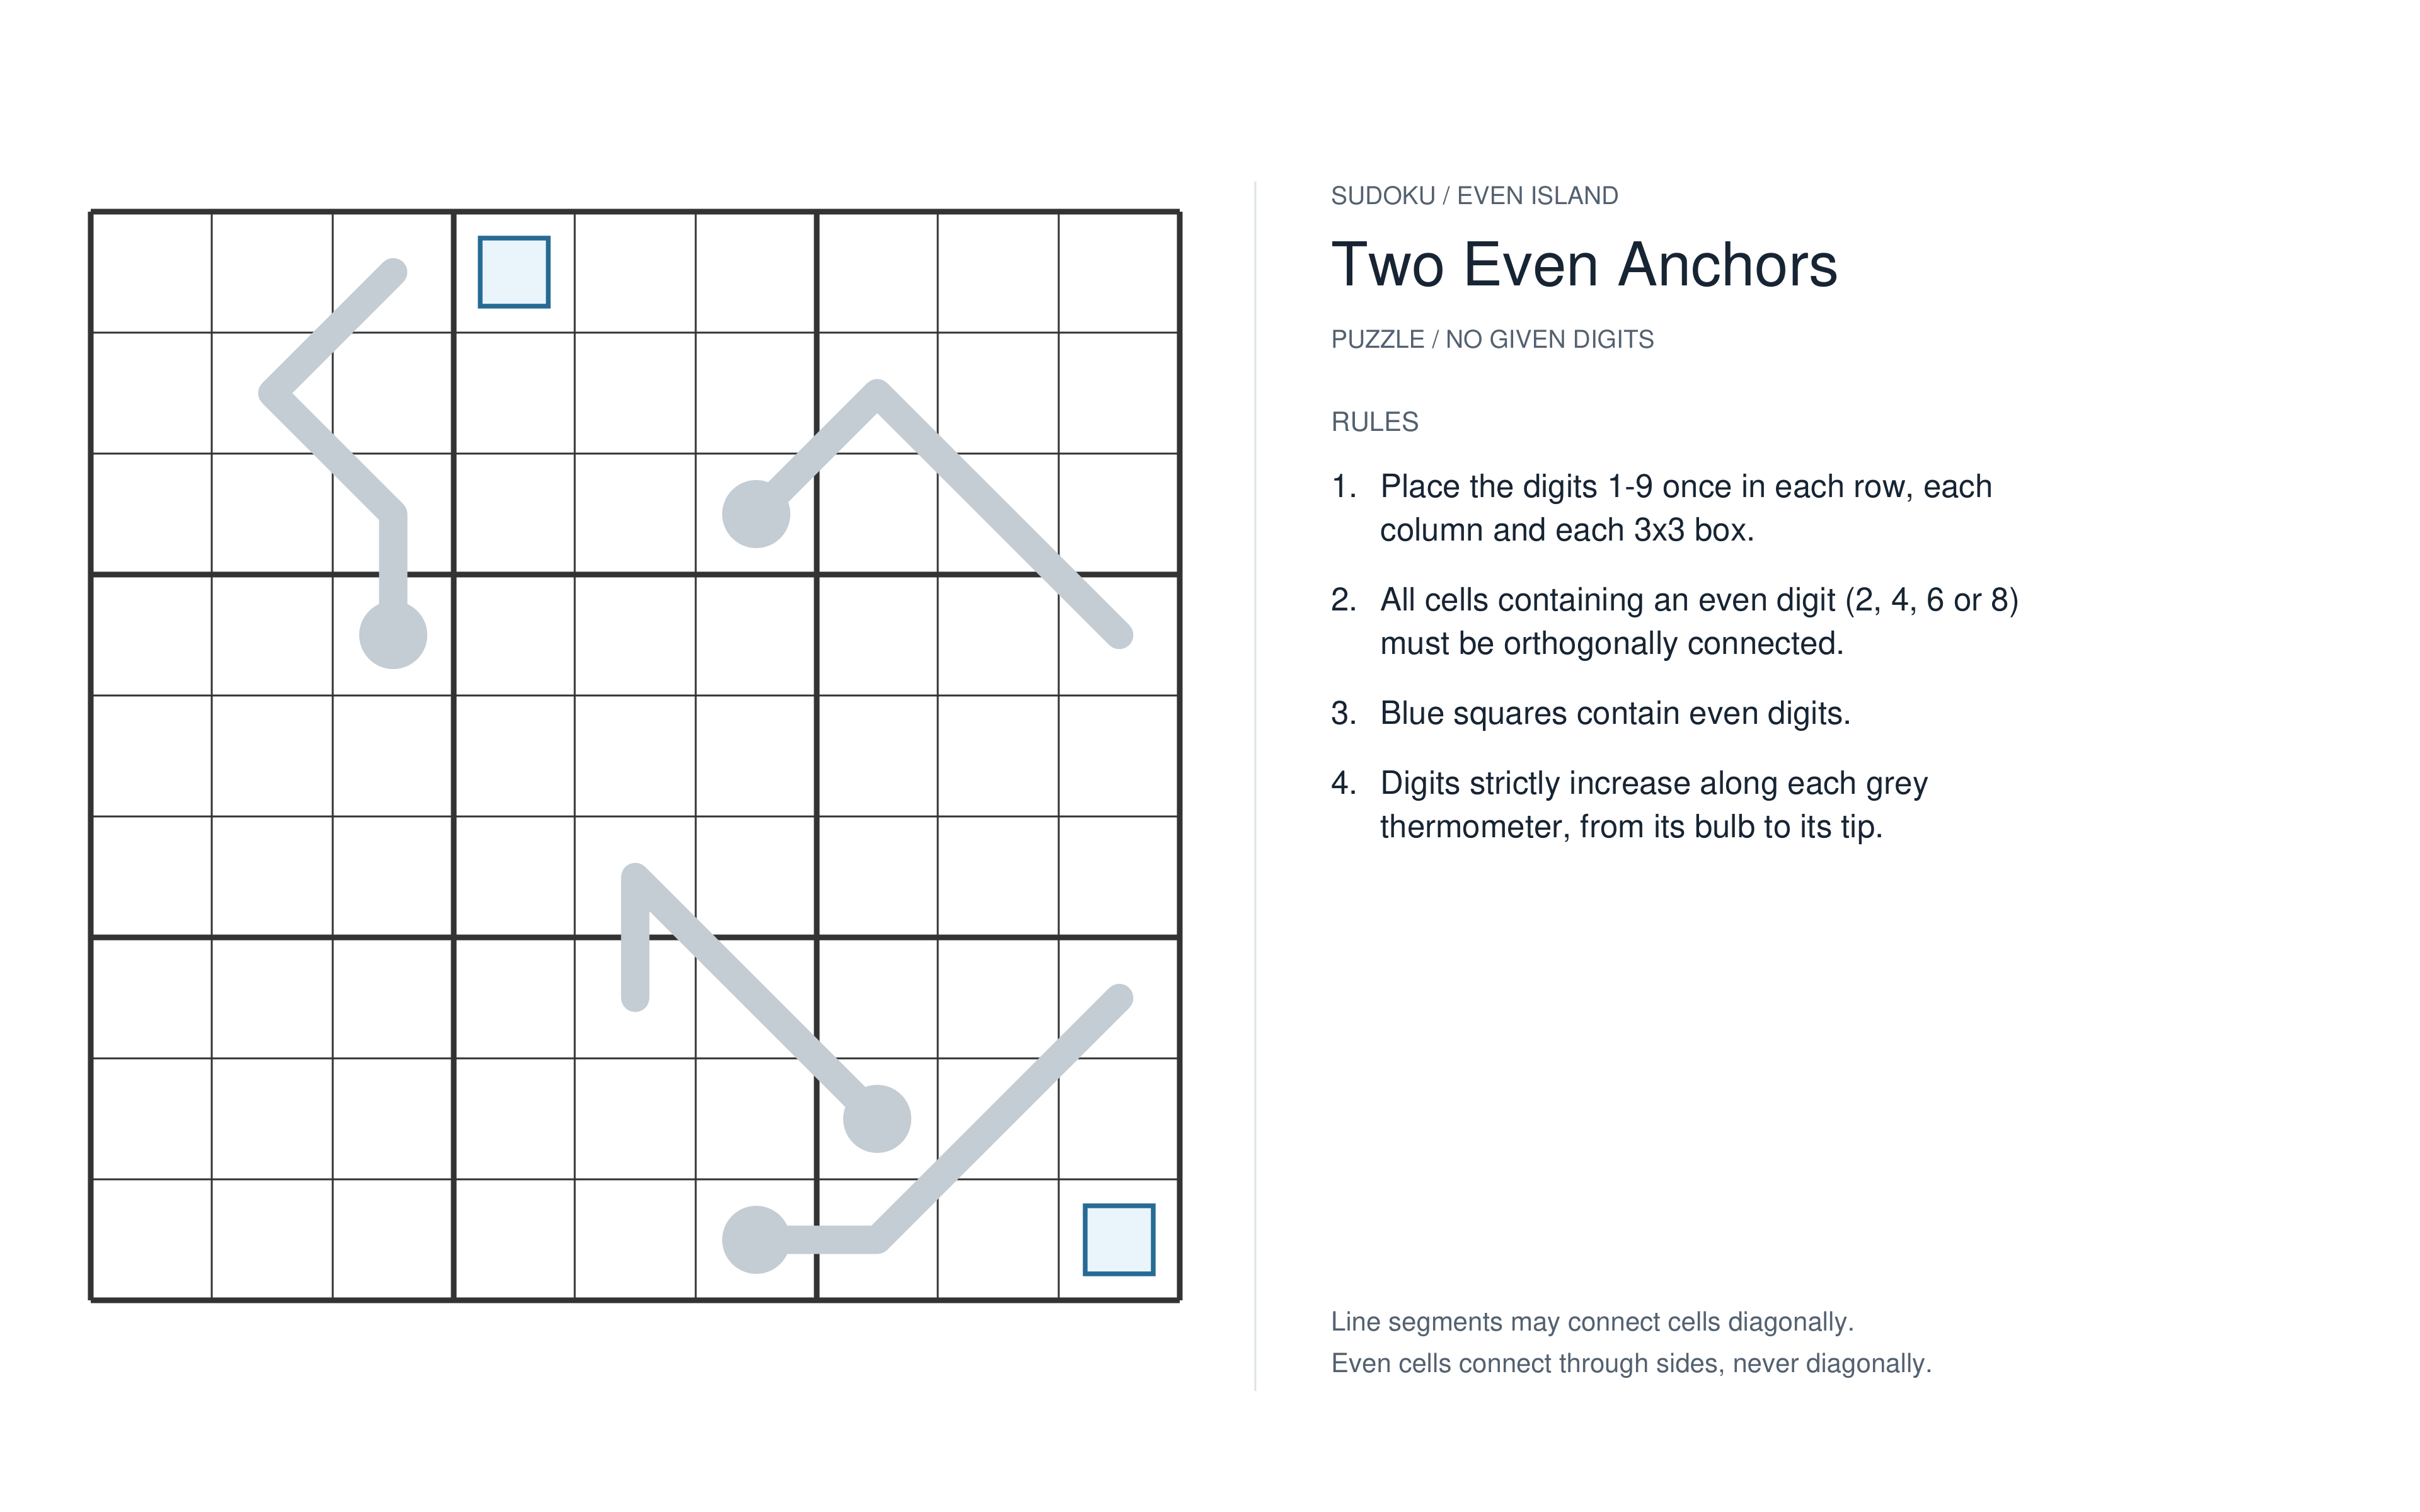 SUDOKU / EVEN ISLAND
Two Even Anchors
PUZZLE / NO GIVEN DIGITS
RULES
1. Place the digits 1-9 once in each row, each
column and each 3x3 box.
2. All cells containing an even digit (2, 4, 6 or 8)
must be orthogonally connected.
3. Blue squares contain even digits.
4. Digits strictly increase along each grey
thermometer, from its bulb to its tip.
Line segments may connect cells diagonally.
Even cells connect through sides, never diagonally.